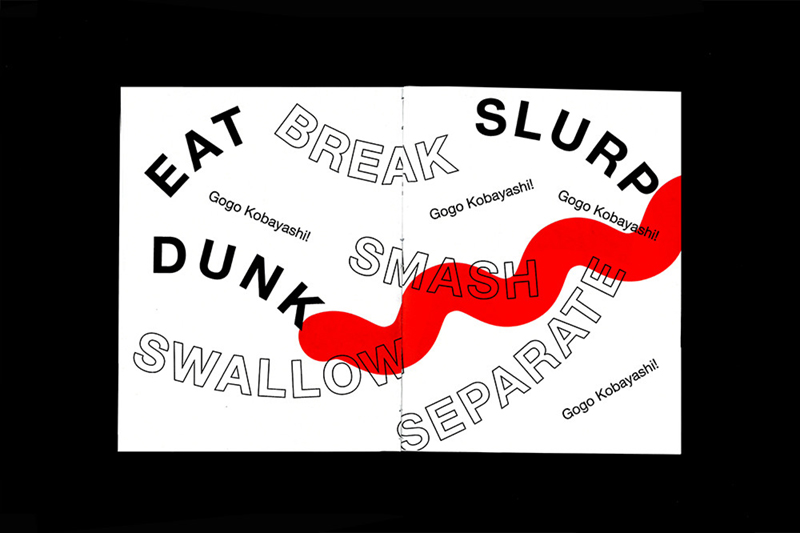 EAT
BREAK
SLURP
Gogo Kobayashi!
Gogo Kobayashi!
Gogo Kobayashi!
DUNK
SMASH
SWALLOW
SEPARATE
Gogo Kobayashi!